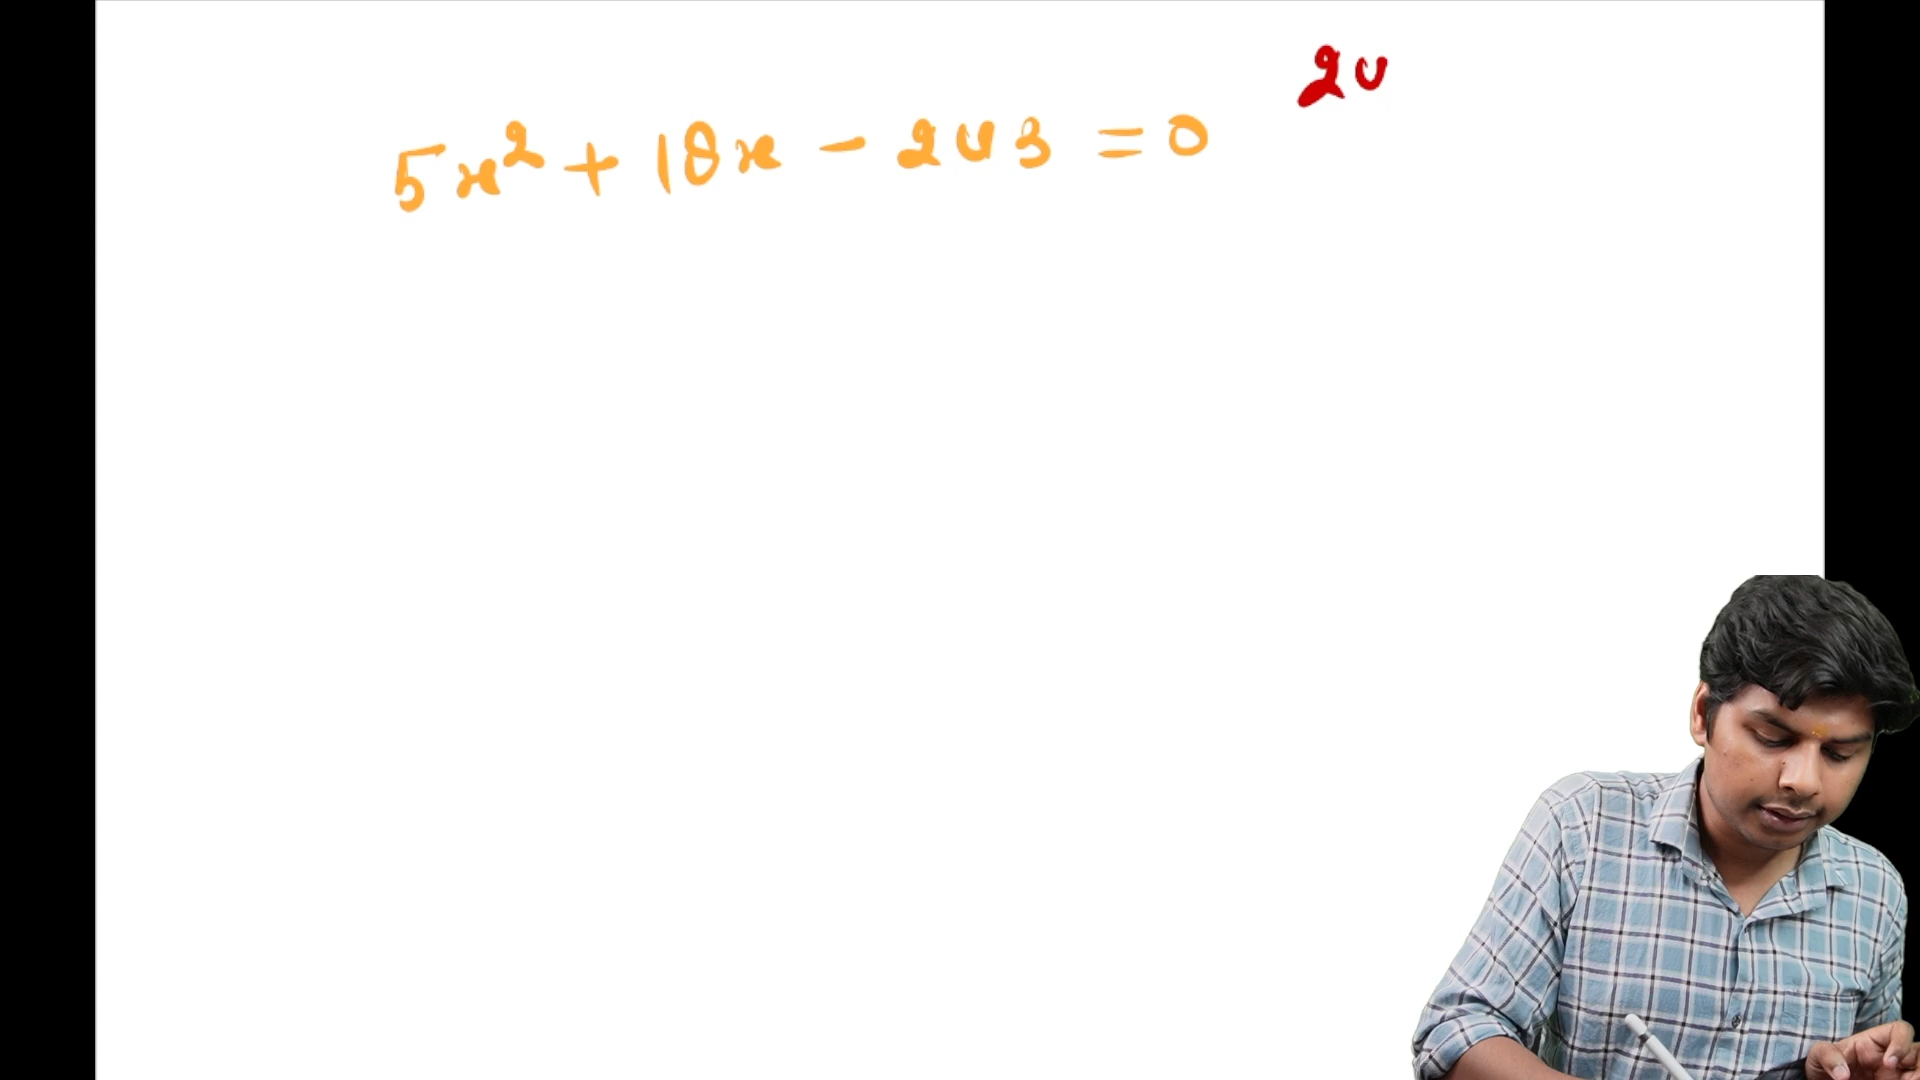 24
5x² + 18x - 243 = 0